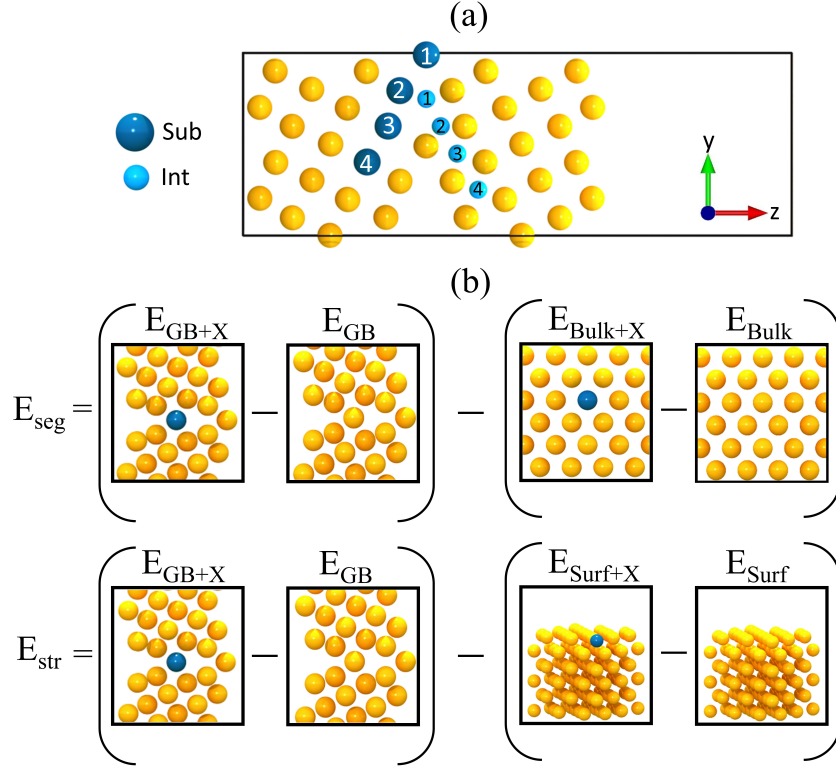 (a)
1
2
1
3
2
3
4
4
Sub
Int
y
z
(b)
E_seg = ( E_GB+X − E_GB ) − ( E_Bulk+X − E_Bulk )
E_str = ( E_GB+X − E_GB ) − ( E_Surf+X − E_Surf )